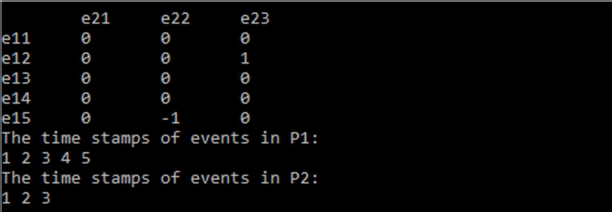 e21 e22 e23
e11 0 0 0
e12 0 0 1
e13 0 0 0
e14 0 0 0
e15 0 -1 0
The time stamps of events in P1:
1 2 3 4 5
The time stamps of events in P2:
1 2 3